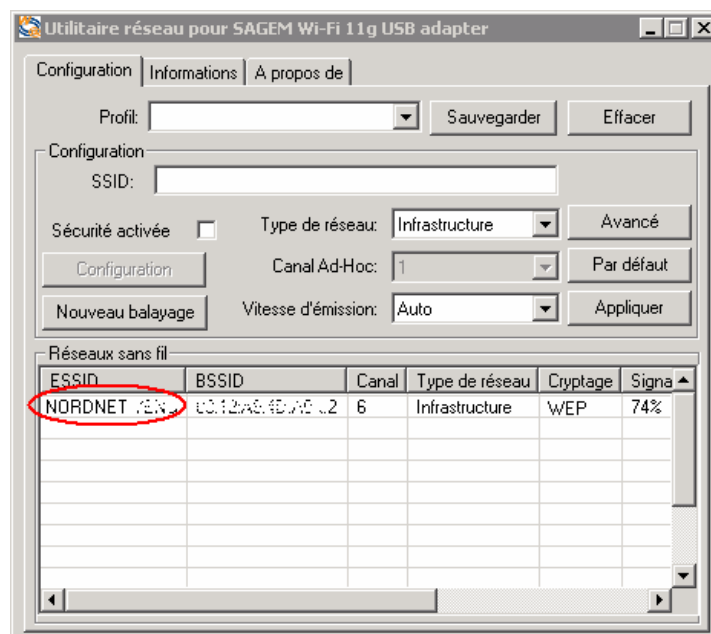 Utilitaire réseau pour SAGEM Wi-Fi 11g USB adapter
Configuration Informations A propos de
Profil: Sauvegarder Effacer
Configuration
SSID:
Sécurité activée Type de réseau: Infrastructure Avancé
Configuration Canal Ad-Hoc: 1 Par défaut
Nouveau balayage Vitesse d'émission: Auto Appliquer
Réseaux sans fil
ESSID BSSID Canal Type de réseau Cryptage Signa
NORDNET 6 Infrastructure WEP 74%